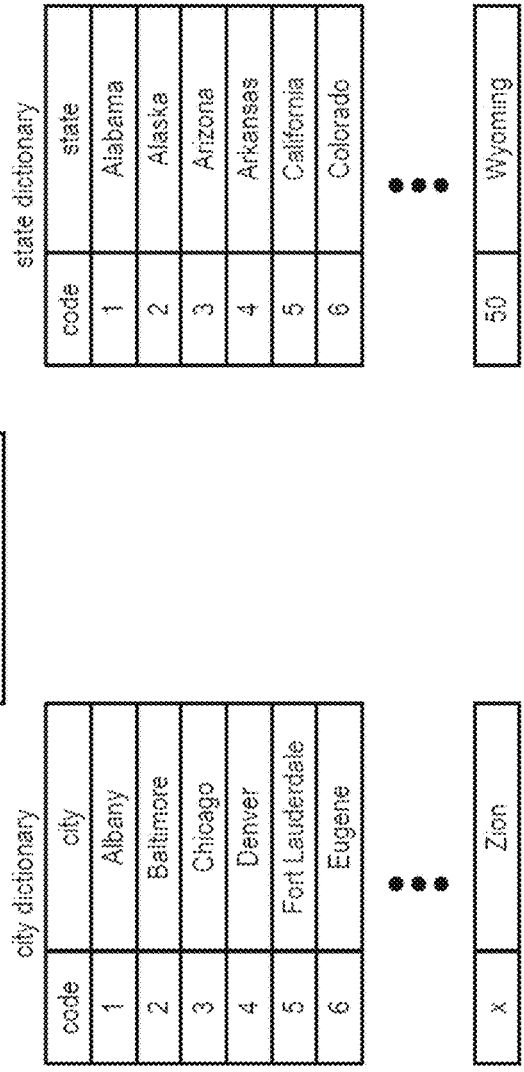 city dictionary
code city
1 Albany
2 Baltimore
3 Chicago
4 Denver
5 Fort Lauderdale
6 Eugene
x Zion
state dictionary
code state
1 Alabama
2 Alaska
3 Arizona
4 Arkansas
5 California
6 Colorado
50 Wyoming